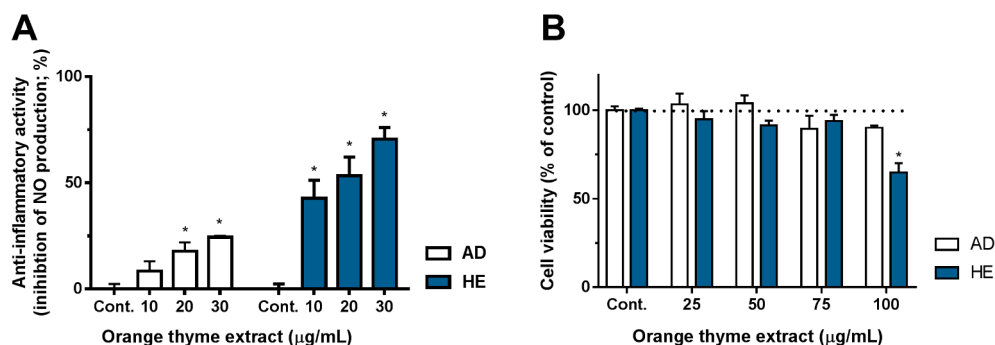 A
Anti-inflammatory activity
(inhibtion of NO production; %)
100
50
0
*
*
*
*
*
Cont. 10 20 30 Cont. 10 20 30
Orange thyme extract (μg/mL)
AD
HE
B
Cell viability (% of control)
100
50
0
*
Cont. 25 50 75 100
Orange thyme extract (μg/mL)
AD
HE